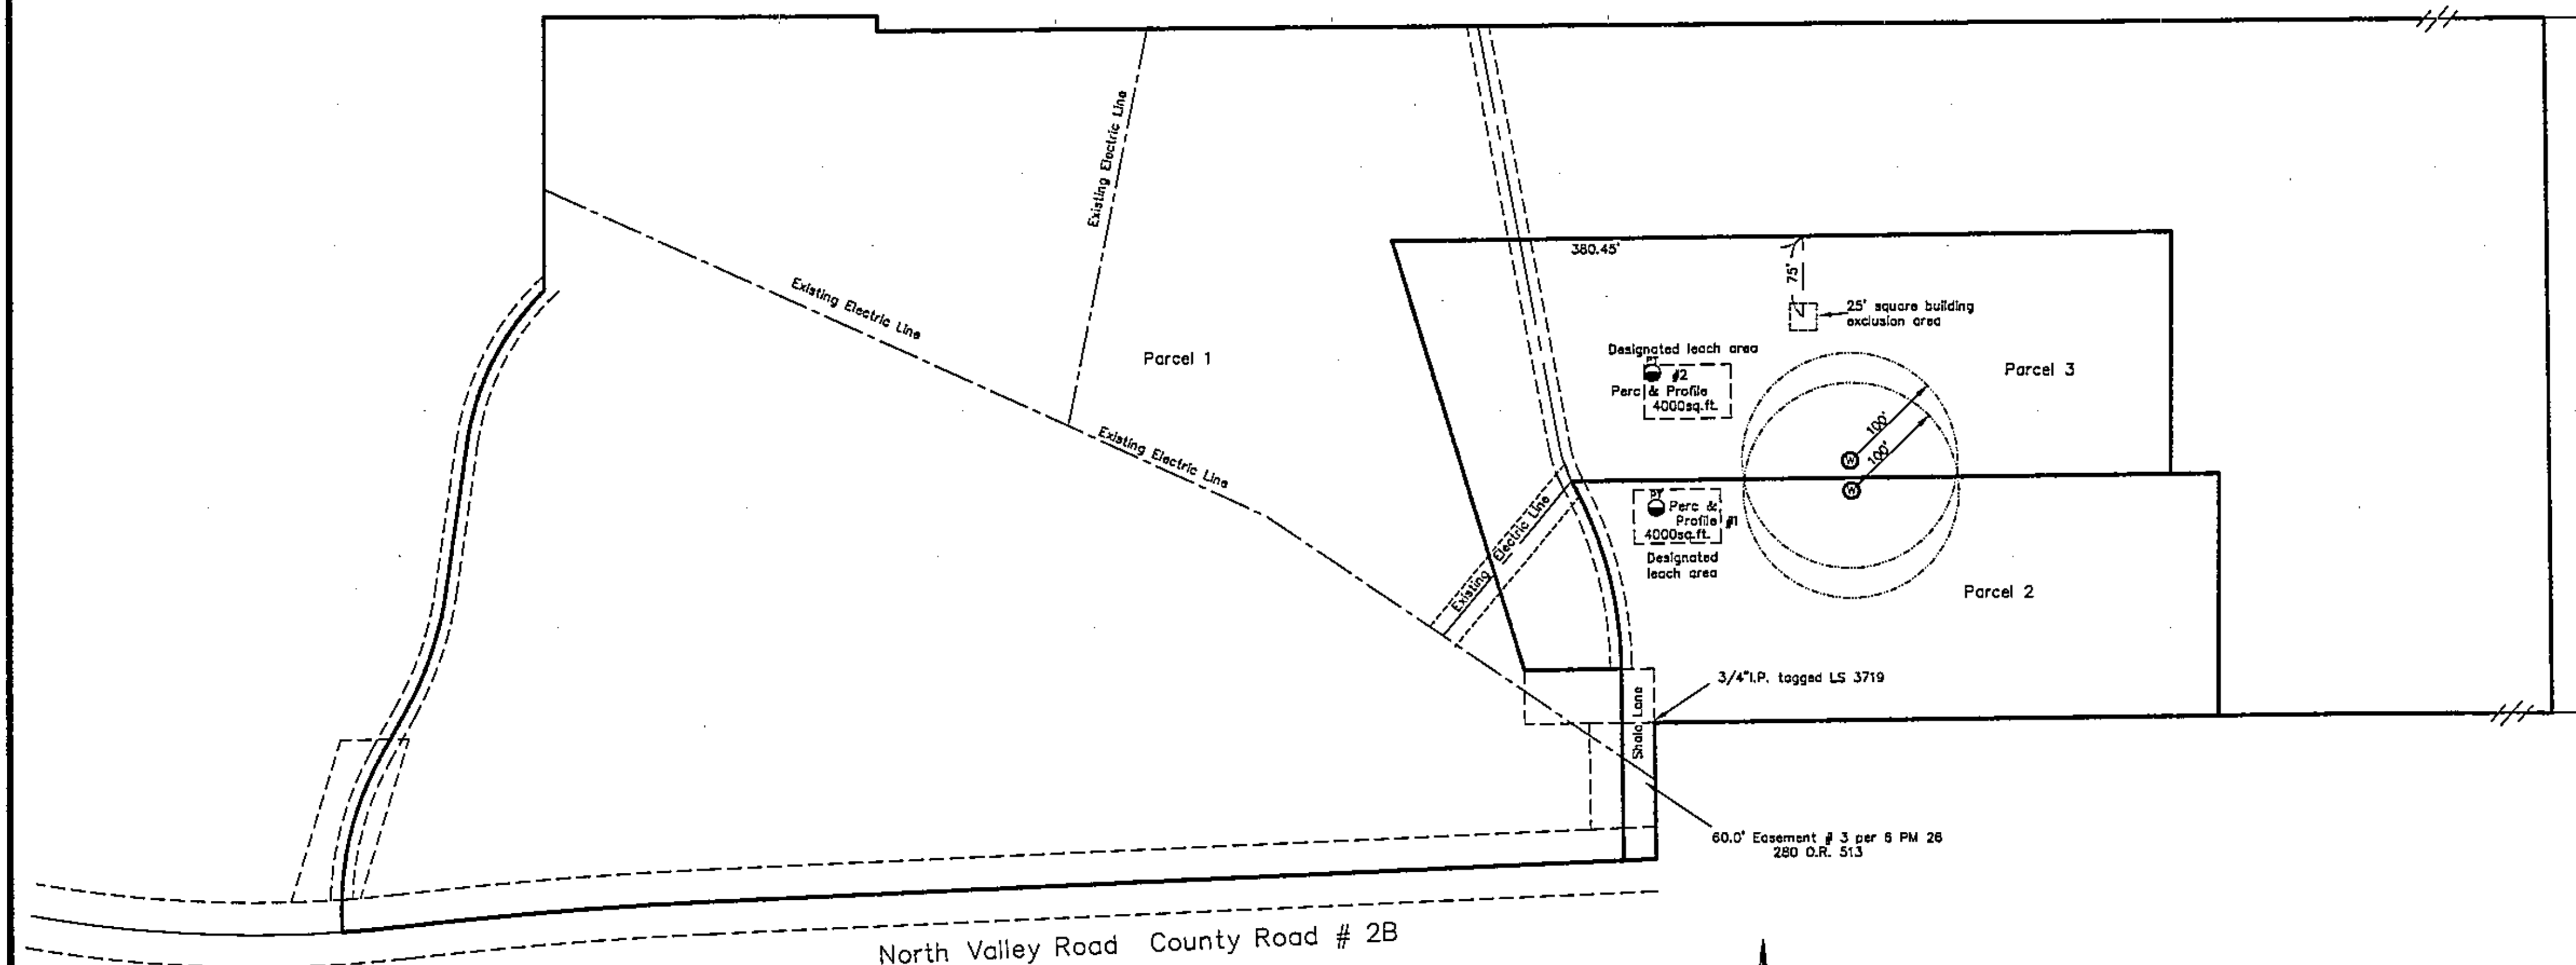 Existing Electric Line
380.45'
75'
25' square building
exclusion area
Existing Electric Line
Designated leach area
PT
#2
Perc & Profile
4000sq.ft.
Parcel 1
Parcel 3
100'
100'
W
W
Existing Electric Line
Existing Electric Line
PT
Perc &
Profile #1
4000sq.ft.
Designated
leach area
Parcel 2
3/4"I.P. tagged LS 3719
Lane
60.0' Easement # 3 per 6 PM 26
280 O.R. 513
North Valley Road County Road # 2B